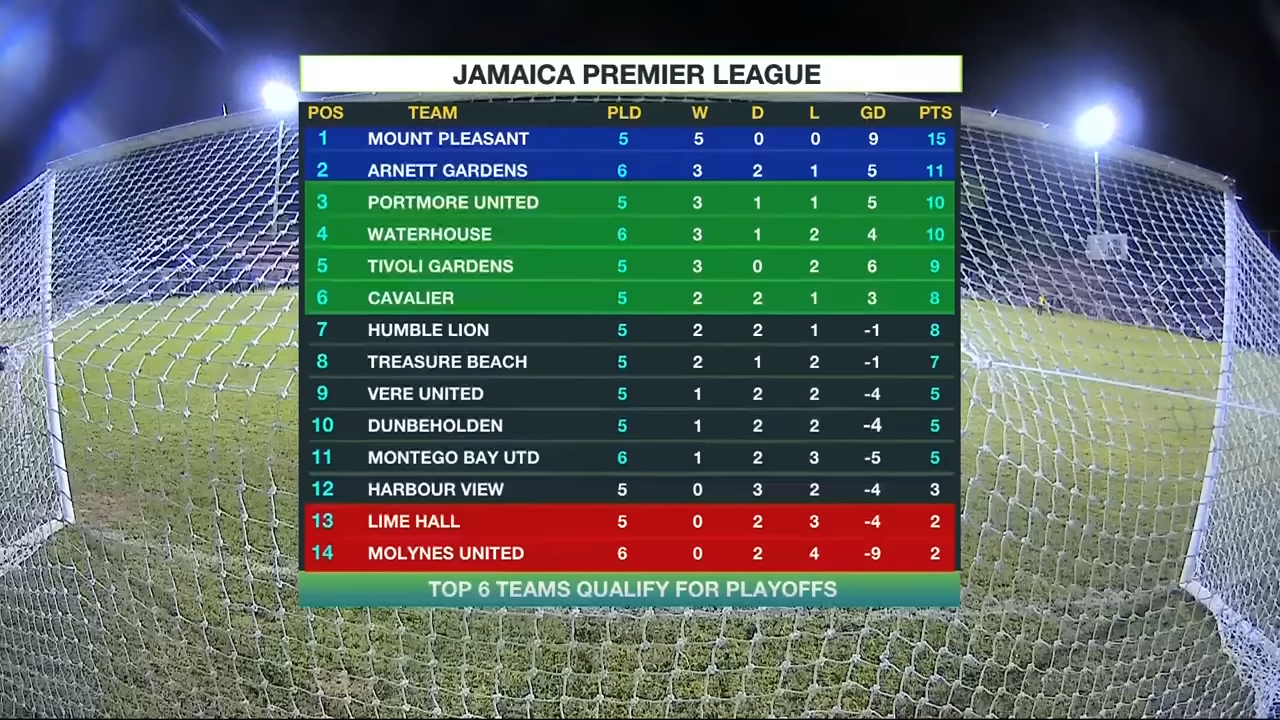 JAMAICA PREMIER LEAGUE
POS TEAM PLD W D L GD PTS
1 MOUNT PLEASANT 5 5 0 0 9 15
2 ARNETT GARDENS 6 3 2 1 5 11
3 PORTMORE UNITED 5 3 1 1 5 10
4 WATERHOUSE 6 3 1 2 4 10
5 TIVOLI GARDENS 5 3 0 2 6 9
6 CAVALIER 5 2 2 1 3 8
7 HUMBLE LION 5 2 2 1 -1 8
8 TREASURE BEACH 5 2 1 2 -1 7
9 VERE UNITED 5 1 2 2 -4 5
10 DUNBEHOLDEN 5 1 2 2 -4 5
11 MONTEGO BAY UTD 6 1 2 3 -5 5
12 HARBOUR VIEW 5 0 3 2 -4 3
13 LIME HALL 5 0 2 3 -4 2
14 MOLYNES UNITED 6 0 2 4 -9 2
TOP 6 TEAMS QUALIFY FOR PLAYOFFS